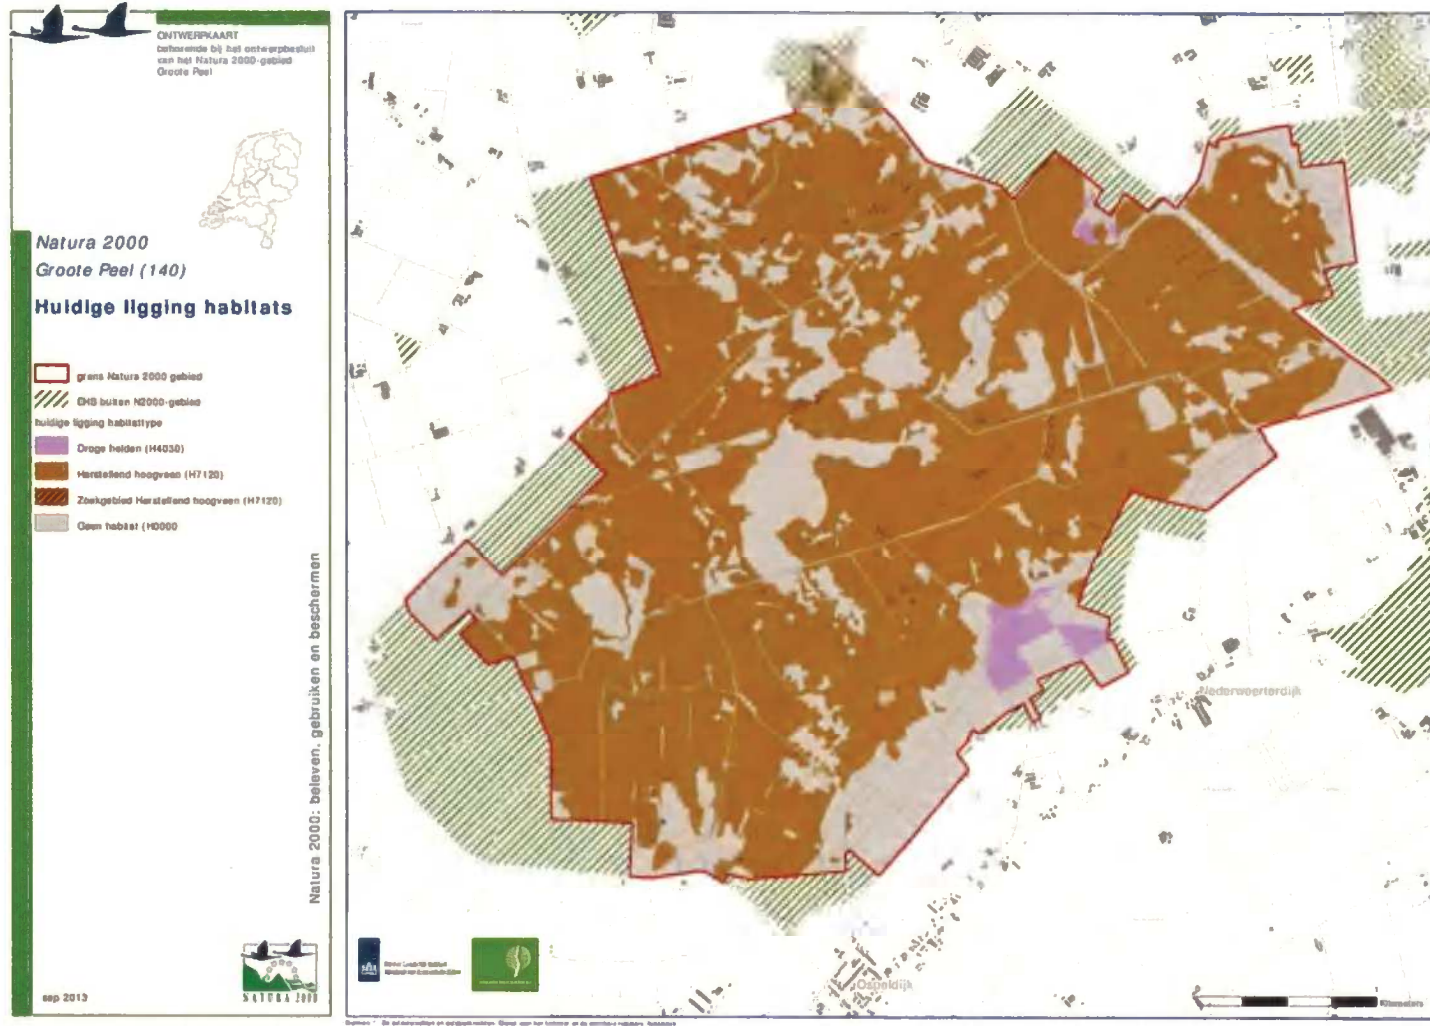 ONTWERPKAART
behorende bij het ontwerpbesluit
van het Natura 2000-gebied
Groote Peel
Natura 2000
Groote Peel (140)
Huidige ligging habitats
grens Natura 2000 gebied
EHS buiten N2000-gebied
huidige ligging habitattype
Droge heiden (H4030)
Herstellend hoogveen (H7120)
Zoekgebied Herstellend hoogveen (H7120)
Geen habitat (H0000
Natura 2000: beleven, gebruiken en beschermen
sep 2013
NATURA 2000
Nederweerterdijk
Ospeldijk
Kilometers